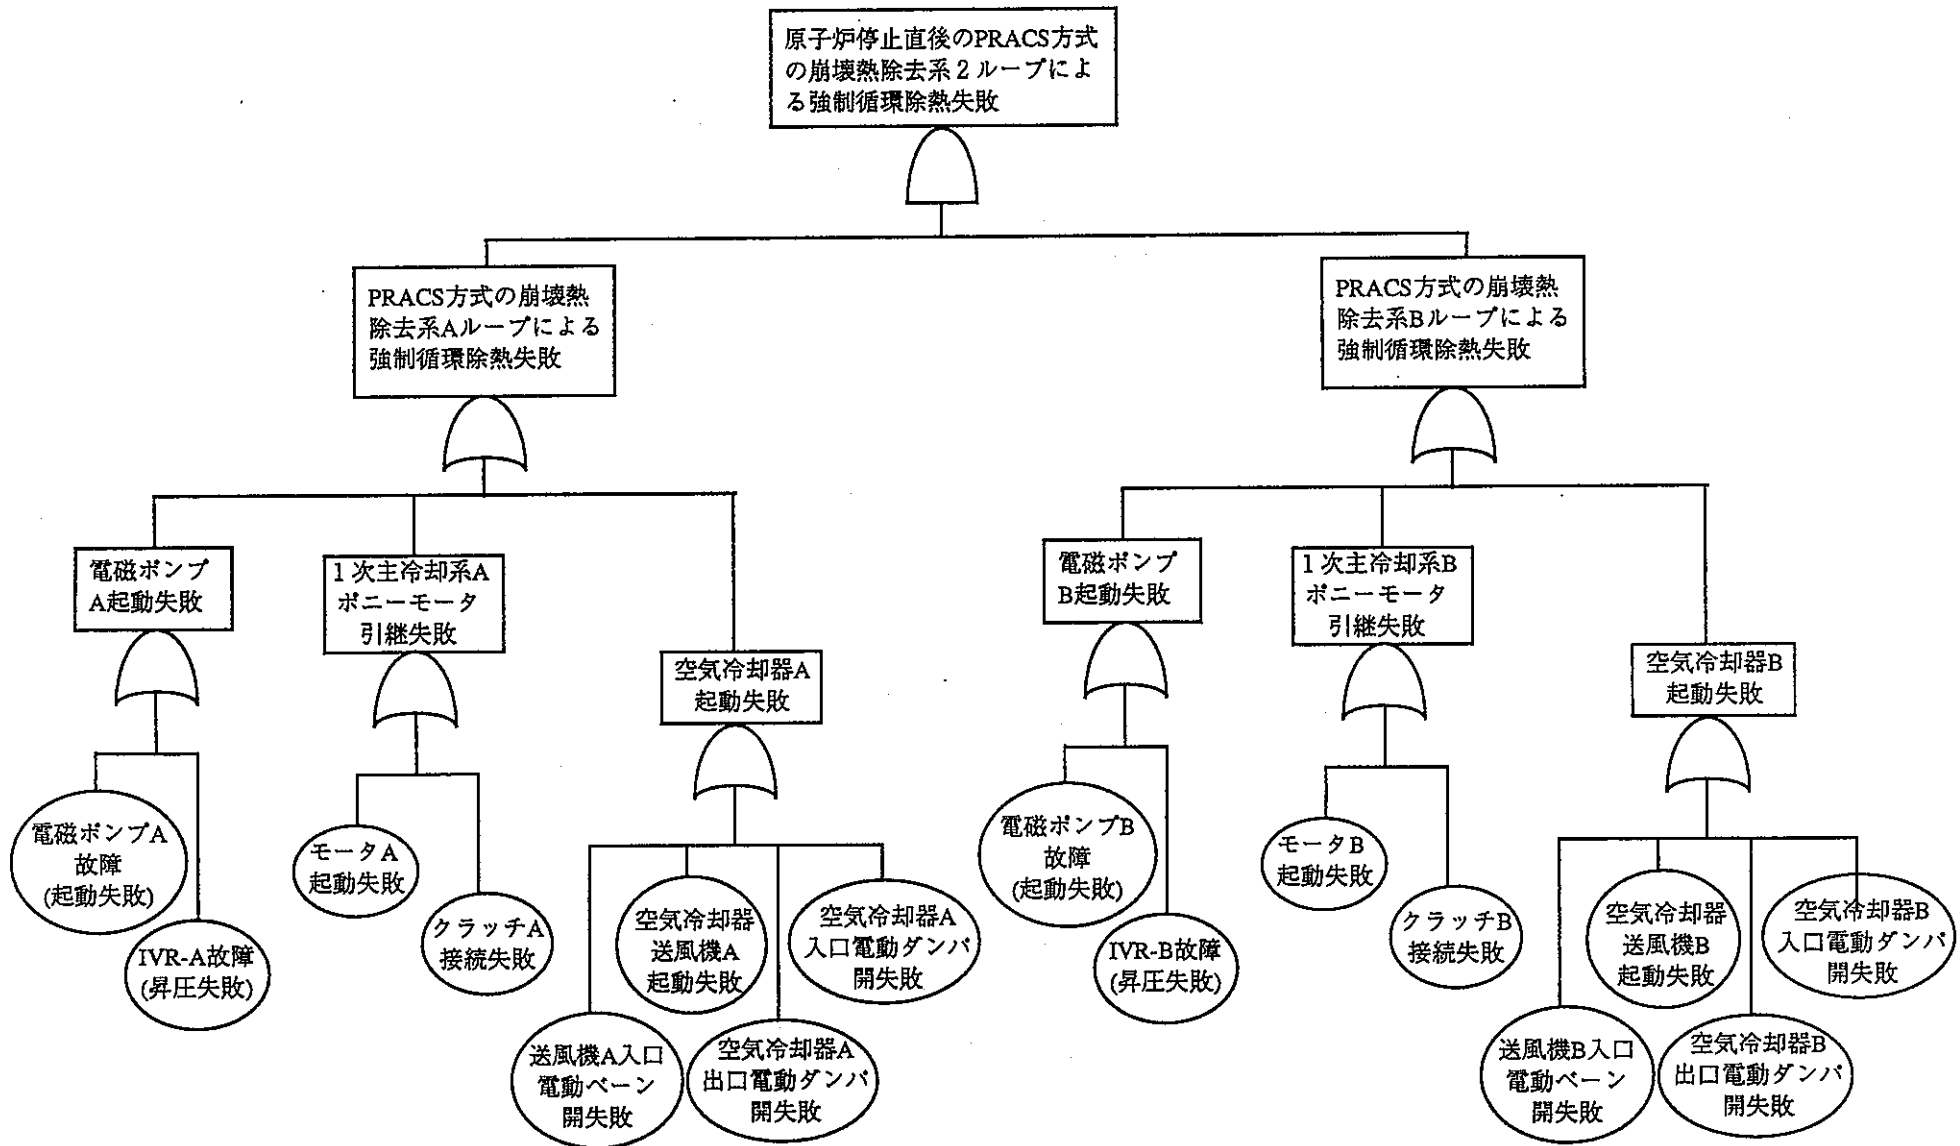 原子炉停止直後のPRACS方式
の崩壊熱除去系2ループによ
る強制循環除熱失敗
PRACS方式の崩壊熱
除去系Aループによる
強制循環除熱失敗
PRACS方式の崩壊熱
除去系Bループによる
強制循環除熱失敗
電磁ポンプ
A起動失敗
1次主冷却系A
ポニーモータ
引継失敗
空気冷却器A
起動失敗
電磁ポンプ
B起動失敗
1次主冷却系B
ポニーモータ
引継失敗
空気冷却器B
起動失敗
電磁ポンプA
故障
(起動失敗)
IVR-A故障
(昇圧失敗)
モータA
起動失敗
クラッチA
接続失敗
送風機A入口
電動ベーン
開失敗
空気冷却器
送風機A
起動失敗
空気冷却器A
出口電動ダンパ
開失敗
空気冷却器A
入口電動ダンパ
開失敗
電磁ポンプB
故障
(起動失敗)
IVR-B故障
(昇圧失敗)
モータB
起動失敗
クラッチB
接続失敗
送風機B入口
電動ベーン
開失敗
空気冷却器
送風機B
起動失敗
空気冷却器B
出口電動ダンパ
開失敗
空気冷却器B
入口電動ダンパ
開失敗